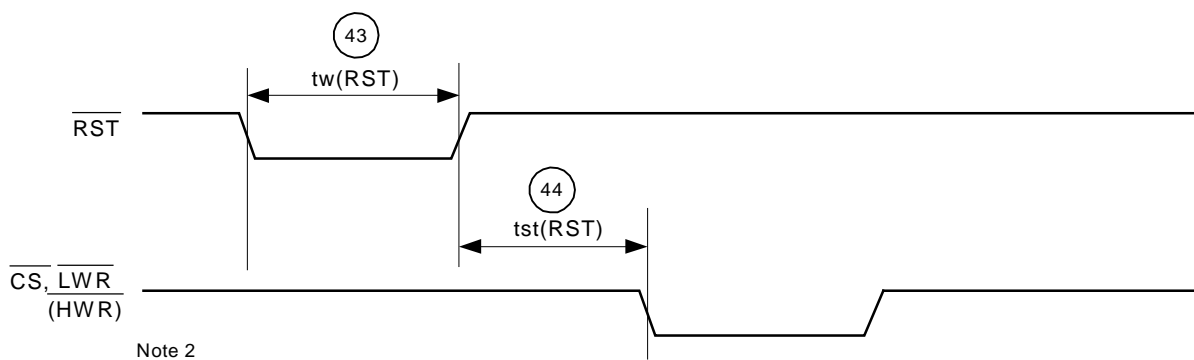 43
tw(RST)
RST
44
tst(RST)
CS, LWR
(HWR)
Note 2